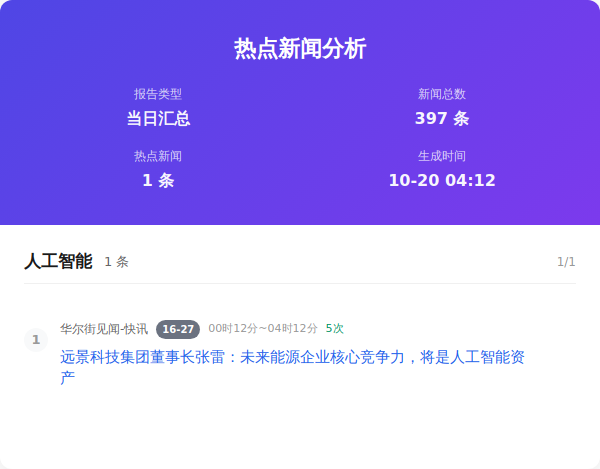 热点新闻分析
报告类型
新闻总数
当日汇总
397 条
热点新闻
生成时间
1 条
10-20 04:12
人工智能 1 条 1/1
1 华尔街见闻-快讯 16-27 00时12分~04时12分 5次
远景科技集团董事长张雷：未来能源企业核心竞争力，将是人工智能资
产